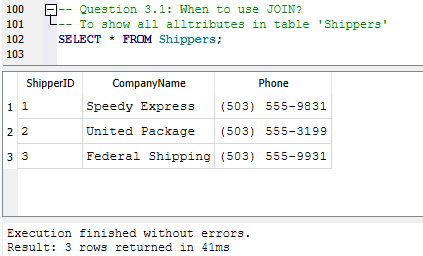 100 -- Question 3.1: When to use JOIN?
101 -- To show all alltributes in table 'Shippers'
102 SELECT * FROM Shippers;
103
ShipperID CompanyName Phone
1 1 Speedy Express (503) 555-9831
2 2 United Package (503) 555-3199
3 3 Federal Shipping (503) 555-9931
Execution finished without errors.
Result: 3 rows returned in 41ms